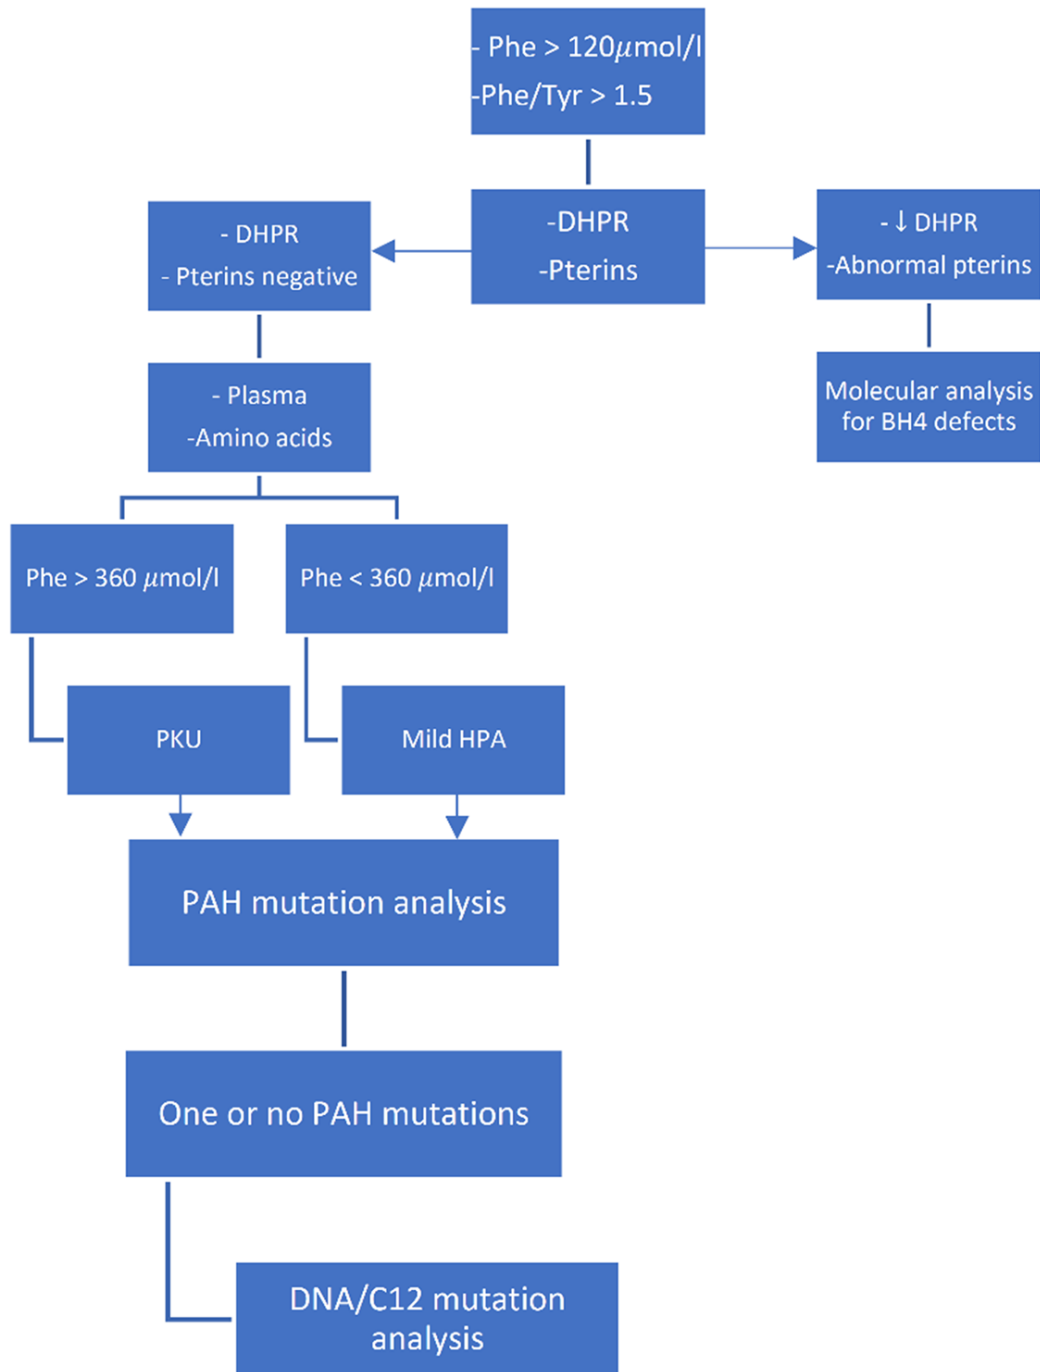 - Phe > 120μmol/l
-Phe/Tyr > 1.5
- DHPR
- Pterins negative
-DHPR
-Pterins
- ↓ DHPR
-Abnormal pterins
- Plasma
-Amino acids
Molecular analysis
for BH4 defects
Phe > 360 μmol/l
Phe < 360 μmol/l
PKU
Mild HPA
PAH mutation analysis
One or no PAH mutations
DNA/C12 mutation
analysis